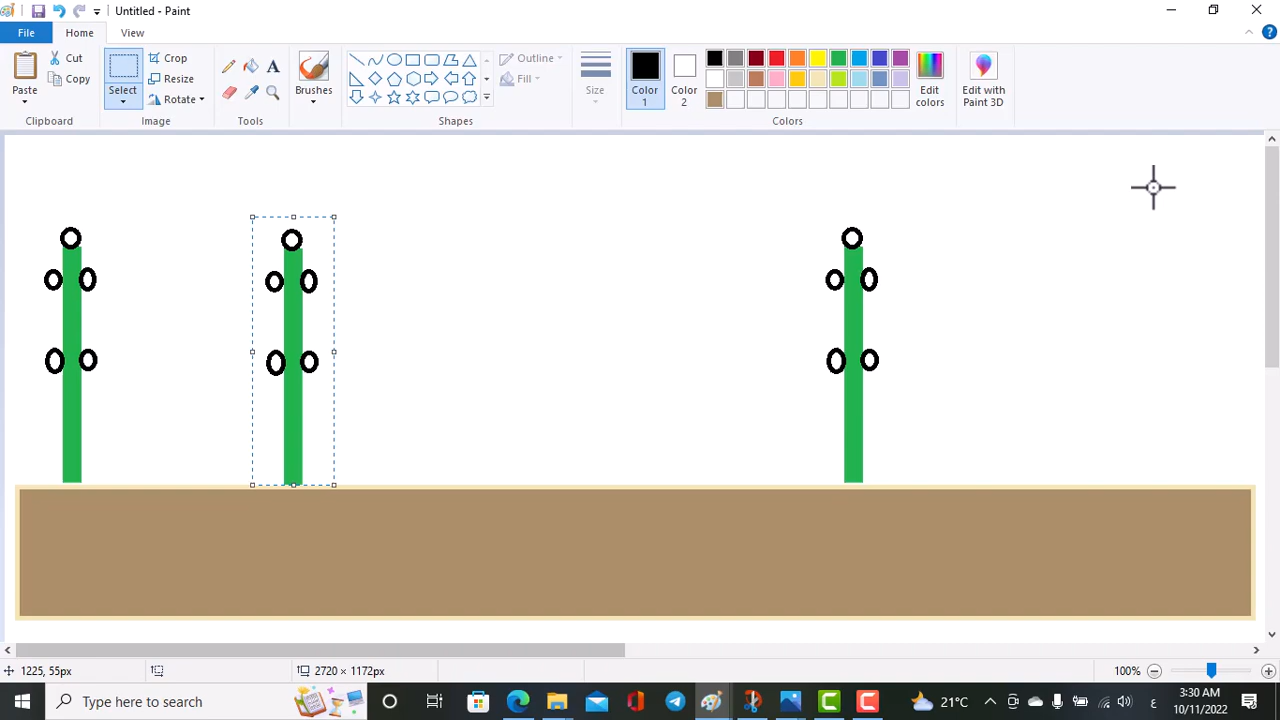 Untitled - Paint
File
Home
View
Paste
Cut
Copy
Clipboard
Select
Crop
Resize
Rotate
Image
A
Tools
Brushes
Shapes
Outline
Fill
Size
Color 1
Color 2
Edit colors
Colors
Edit with Paint 3D
1225, 55px
2720 × 1172px
100%
Type here to search
21°C
ع
3:30 AM
10/11/2022